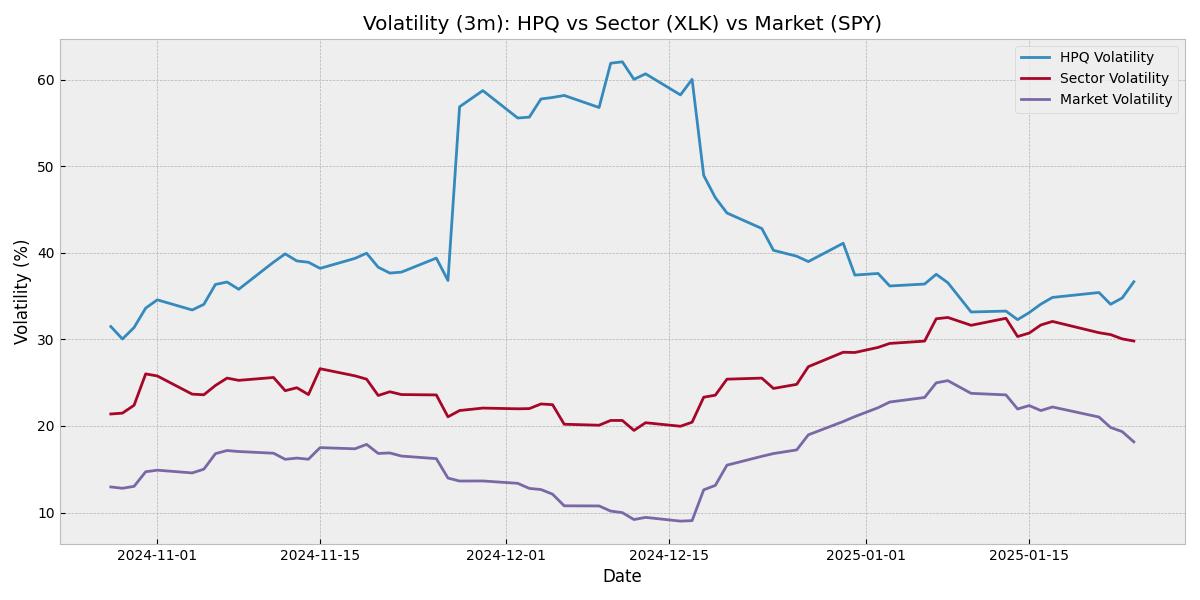 Volatility (3m): HPQ vs Sector (XLK) vs Market (SPY)
HPQ Volatility
Sector Volatility
Market Volatility
Volatility (%)
60
50
40
30
20
10
2024-11-01
2024-11-15
2024-12-01
2024-12-15
2025-01-01
2025-01-15
Date